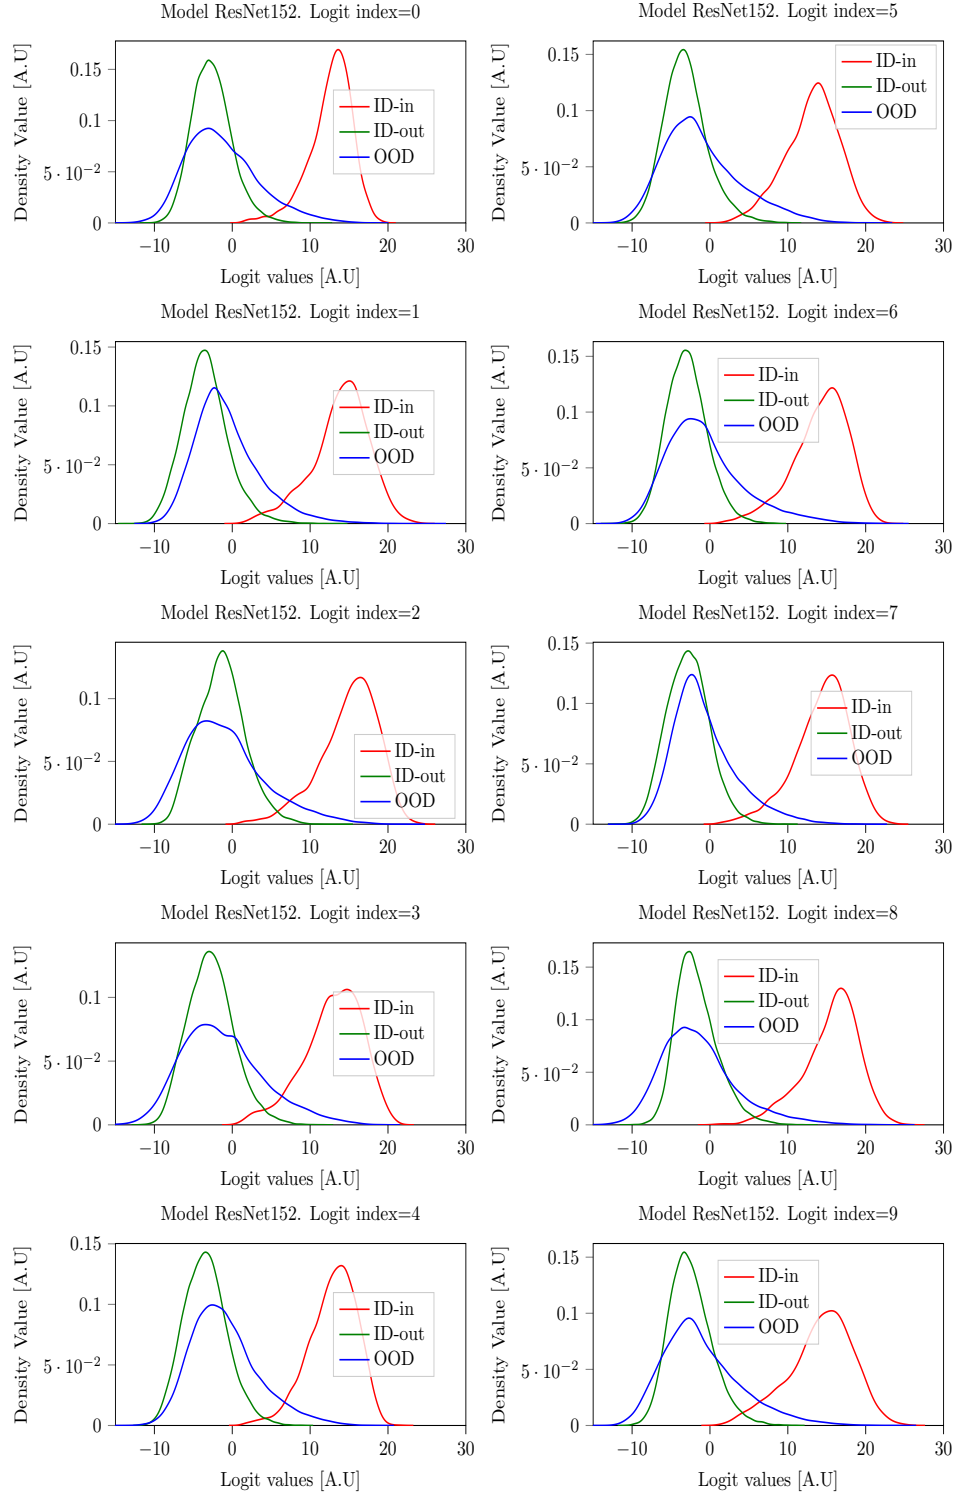 Model ResNet152. Logit index=0
Density Value [A.U]
0.15
0.1
5 · 10⁻²
0
ID-in
ID-out
OOD
−10 0 10 20 30
Logit values [A.U]
Model ResNet152. Logit index=5
Density Value [A.U]
0.15
0.1
5 · 10⁻²
0
ID-in
ID-out
OOD
−10 0 10 20 30
Logit values [A.U]
Model ResNet152. Logit index=1
Density Value [A.U]
0.15
0.1
5 · 10⁻²
0
ID-in
ID-out
OOD
−10 0 10 20 30
Logit values [A.U]
Model ResNet152. Logit index=6
Density Value [A.U]
0.15
0.1
5 · 10⁻²
0
ID-in
ID-out
OOD
−10 0 10 20 30
Logit values [A.U]
Model ResNet152. Logit index=2
Density Value [A.U]
0.1
5 · 10⁻²
0
ID-in
ID-out
OOD
−10 0 10 20 30
Logit values [A.U]
Model ResNet152. Logit index=7
Density Value [A.U]
0.15
0.1
5 · 10⁻²
0
ID-in
ID-out
OOD
−10 0 10 20 30
Logit values [A.U]
Model ResNet152. Logit index=3
Density Value [A.U]
0.1
5 · 10⁻²
0
ID-in
ID-out
OOD
−10 0 10 20 30
Logit values [A.U]
Model ResNet152. Logit index=8
Density Value [A.U]
0.15
0.1
5 · 10⁻²
0
ID-in
ID-out
OOD
−10 0 10 20 30
Logit values [A.U]
Model ResNet152. Logit index=4
Density Value [A.U]
0.15
0.1
5 · 10⁻²
0
ID-in
ID-out
OOD
−10 0 10 20 30
Logit values [A.U]
Model ResNet152. Logit index=9
Density Value [A.U]
0.15
0.1
5 · 10⁻²
0
ID-in
ID-out
OOD
−10 0 10 20 30
Logit values [A.U]